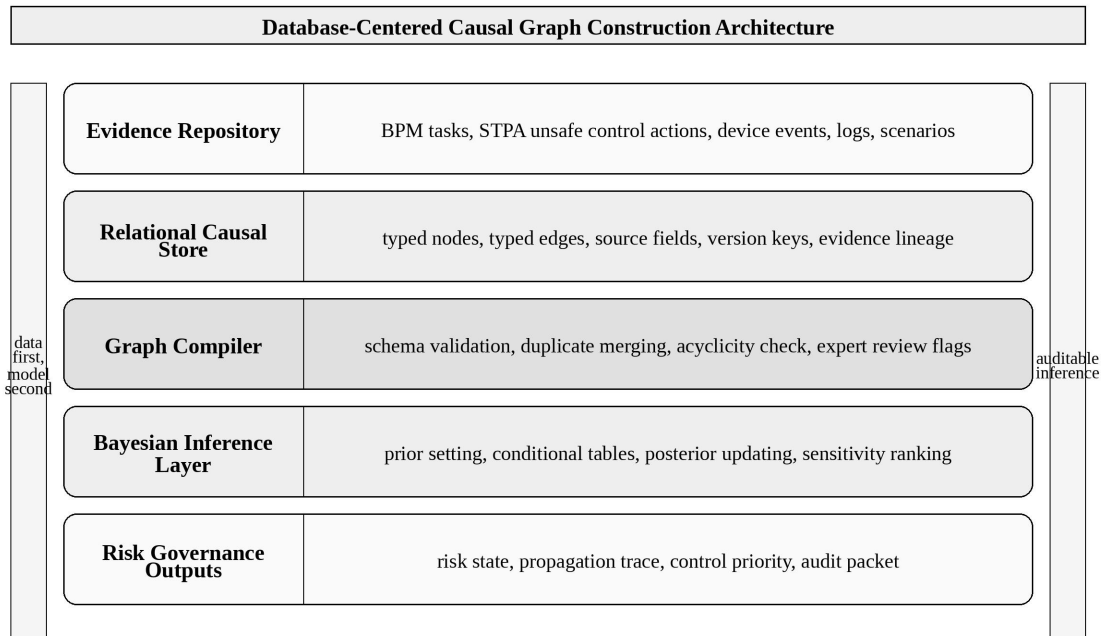 Database-Centered Causal Graph Construction Architecture
Evidence Repository
BPM tasks, STPA unsafe control actions, device events, logs, scenarios
Relational Causal
Store
typed nodes, typed edges, source fields, version keys, evidence lineage
data
first,
model
second
Graph Compiler
schema validation, duplicate merging, acyclicity check, expert review flags
auditable
inference
Bayesian Inference
Layer
prior setting, conditional tables, posterior updating, sensitivity ranking
Risk Governance
Outputs
risk state, propagation trace, control priority, audit packet